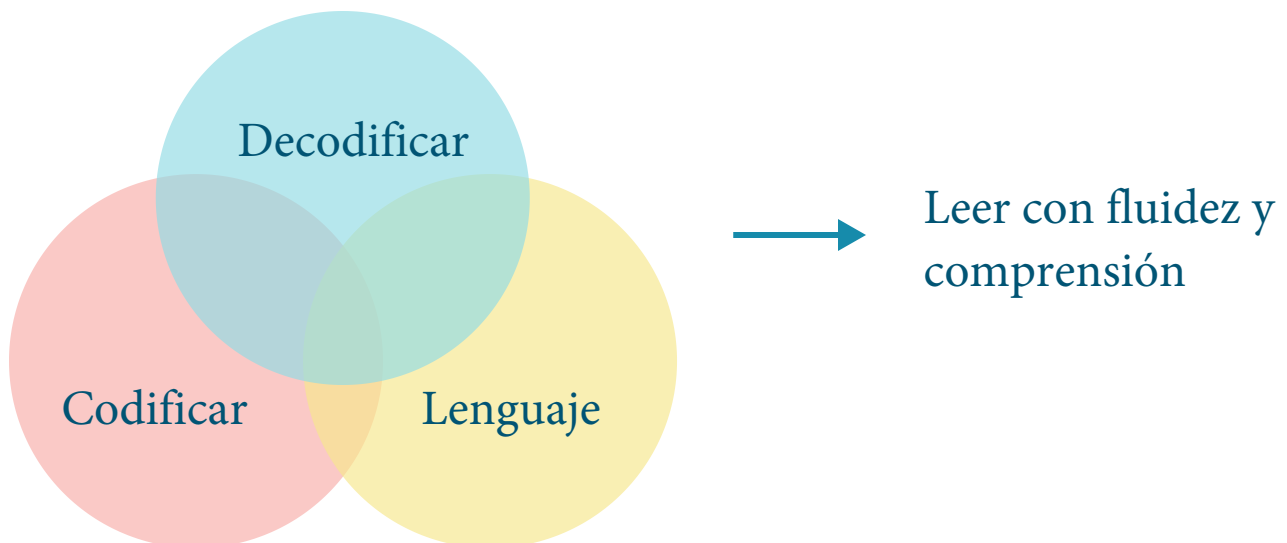 Decodificar
Codificar
Lenguaje
Leer con fluidez y
comprensión